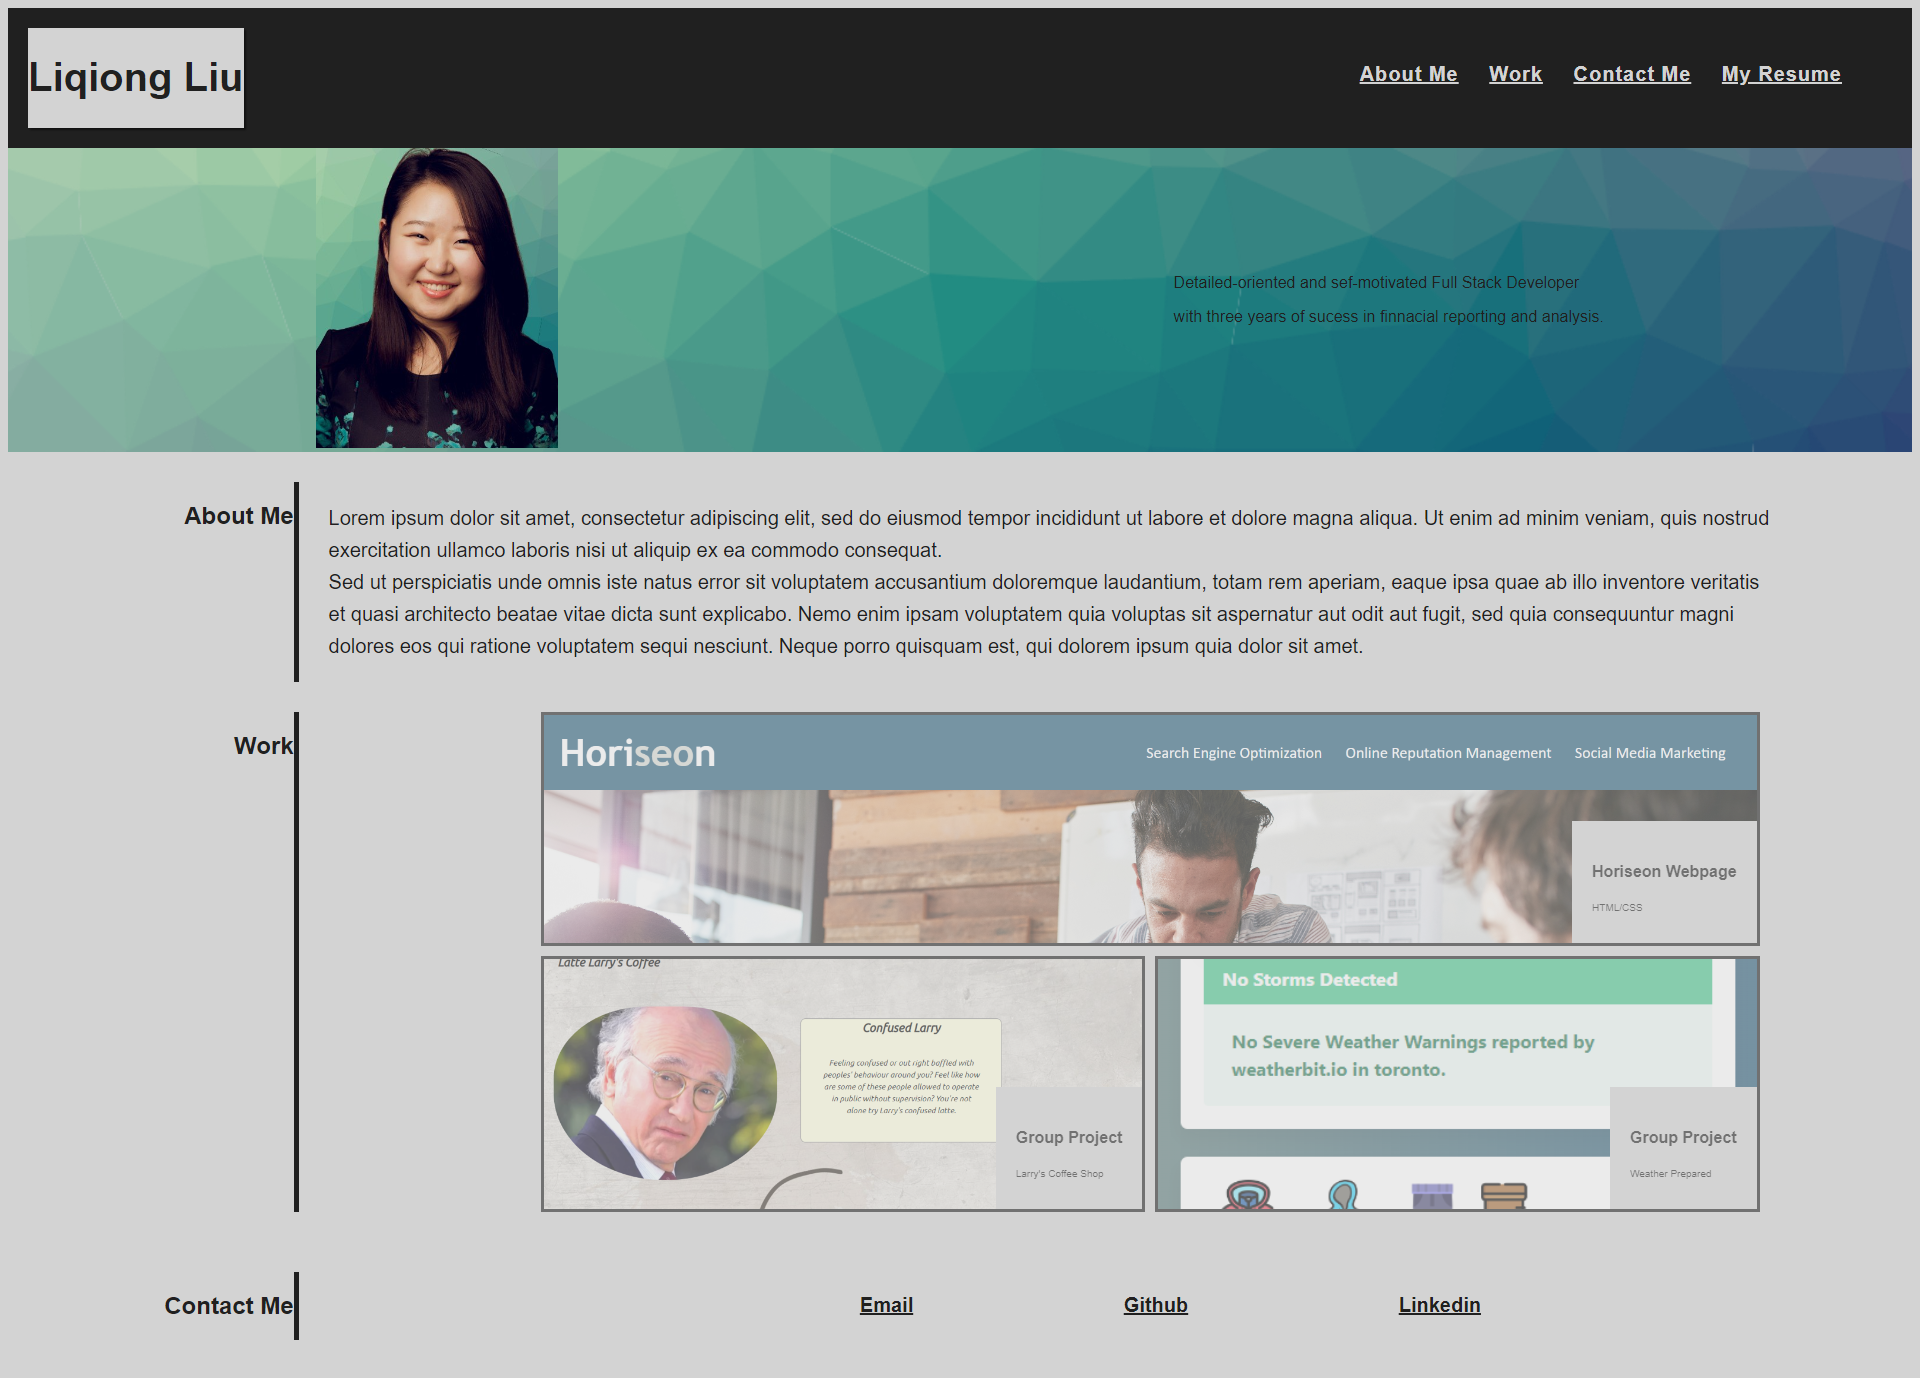 Liqiong Liu
About Me Work Contact Me My Resume
Detailed-oriented and sef-motivated Full Stack Developer
with three years of sucess in finnacial reporting and analysis.
About Me
Lorem ipsum dolor sit amet, consectetur adipiscing elit, sed do eiusmod tempor incididunt ut labore et dolore magna aliqua. Ut enim ad minim veniam, quis nostrud
exercitation ullamco laboris nisi ut aliquip ex ea commodo consequat.
Sed ut perspiciatis unde omnis iste natus error sit voluptatem accusantium doloremque laudantium, totam rem aperiam, eaque ipsa quae ab illo inventore veritatis
et quasi architecto beatae vitae dicta sunt explicabo. Nemo enim ipsam voluptatem quia voluptas sit aspernatur aut odit aut fugit, sed quia consequuntur magni
dolores eos qui ratione voluptatem sequi nesciunt. Neque porro quisquam est, qui dolorem ipsum quia dolor sit amet.
Work
Horiseon
Search Engine Optimization Online Reputation Management Social Media Marketing
Horiseon Webpage
HTML/CSS
Latte Larry's Coffee
Confused Larry
Feeling confused or out right baffled with
peoples' behaviour around you? Feel like how
are some of these people allowed to operate
in public without supervision? You're not
alone try Larry's confused latte.
Group Project
Larry's Coffee Shop
No Storms Detected
No Severe Weather Warnings reported by
weatherbit.io in toronto.
Group Project
Weather Prepared
Contact Me
Email Github Linkedin